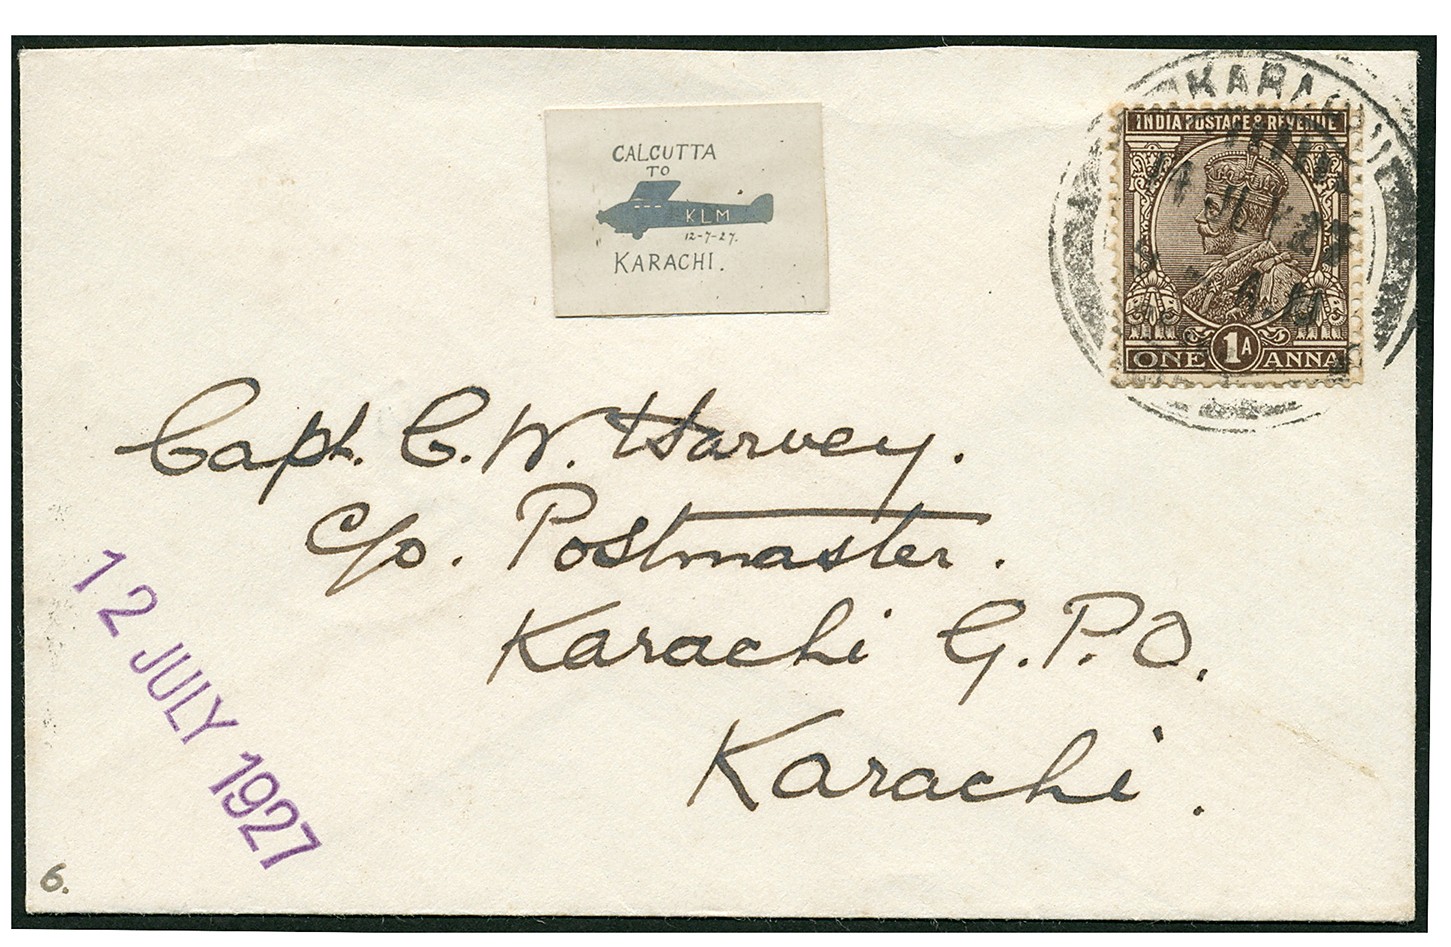 CALCUTTA
TO
KLM
12-7-27.
KARACHI.
INDIA POSTAGE & REVENUE
ONE 1A ANNA
Capt. C. W. Harvey.
c/o. Postmaster.
Karachi G.P.O.
Karachi.
12 JULY 1927
6.